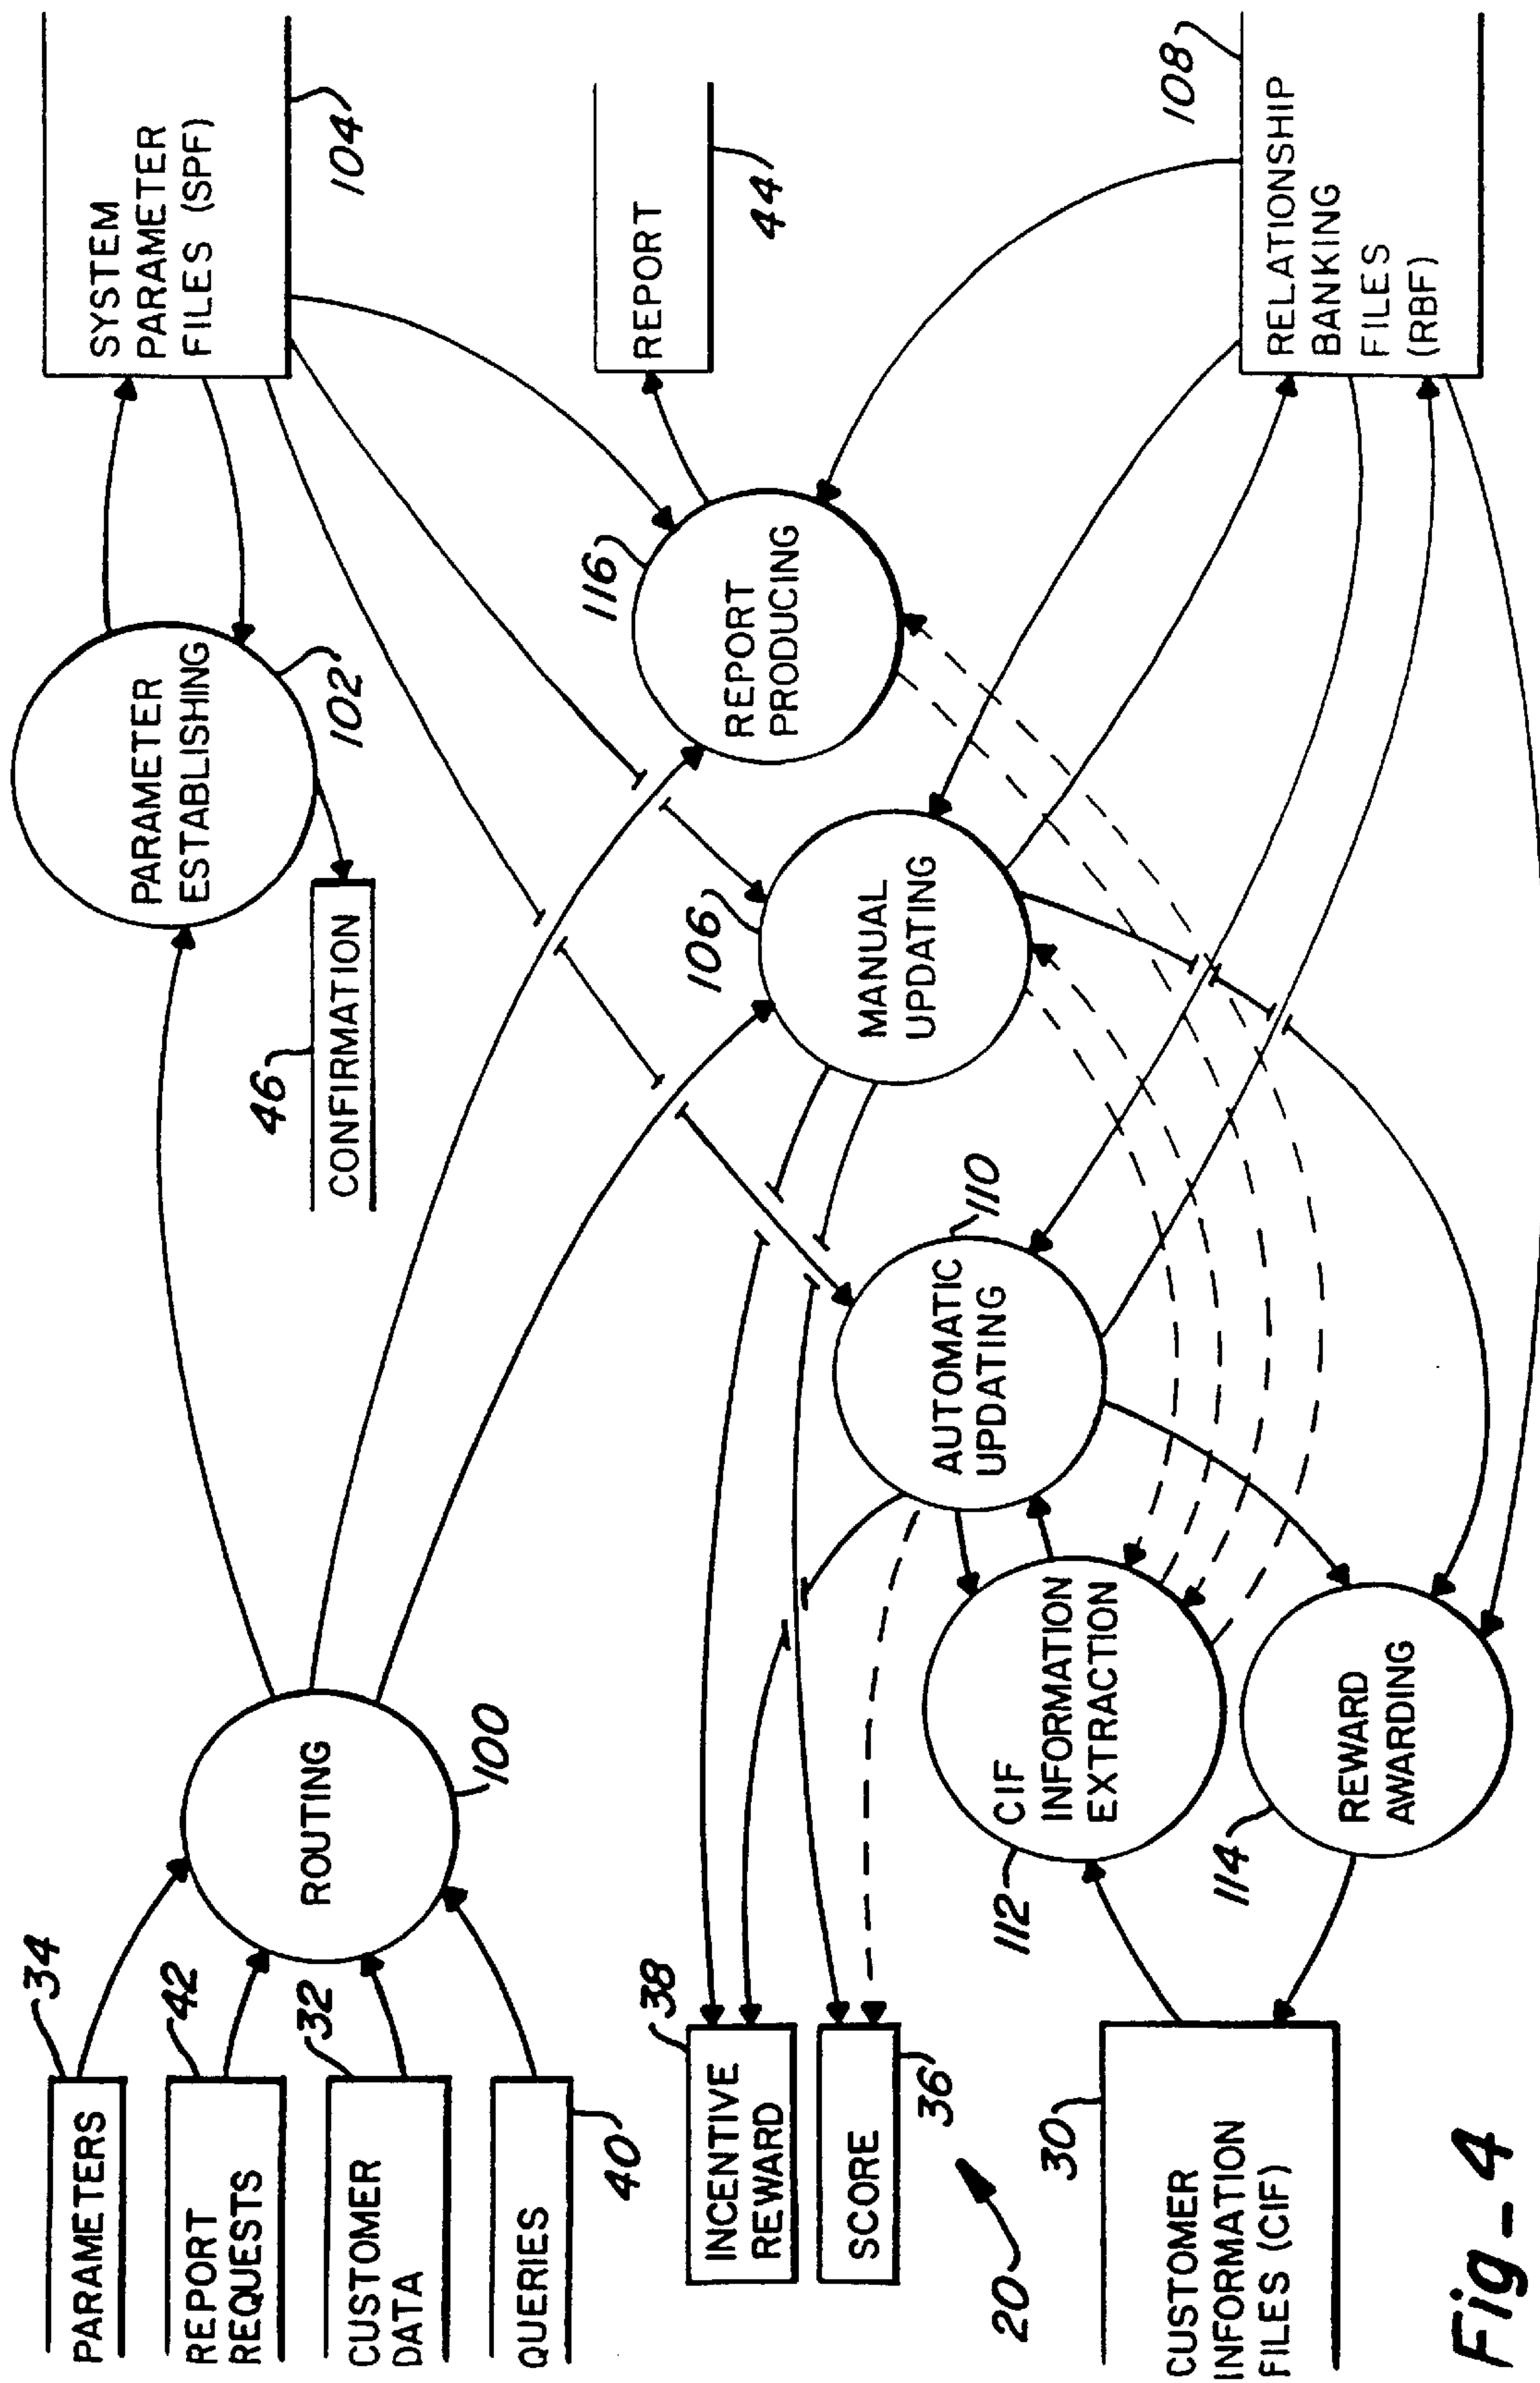 34
PARAMETERS
42
REPORT
REQUESTS
32
CUSTOMER
DATA
QUERIES
40
ROUTING
100
PARAMETER
ESTABLISHING
102
46
CONFIRMATION
SYSTEM
PARAMETER
FILES (SPF)
104
REPORT
44
116
REPORT
PRODUCING
106
MANUAL
UPDATING
110
AUTOMATIC
UPDATING
38
INCENTIVE
REWARD
SCORE
36
20
112
CIF
INFORMATION
EXTRACTION
114
REWARD
AWARDING
30
CUSTOMER
INFORMATION
FILES (CIF)
108
RELATIONSHIP
BANKING
FILES
(RBF)
Fig-4